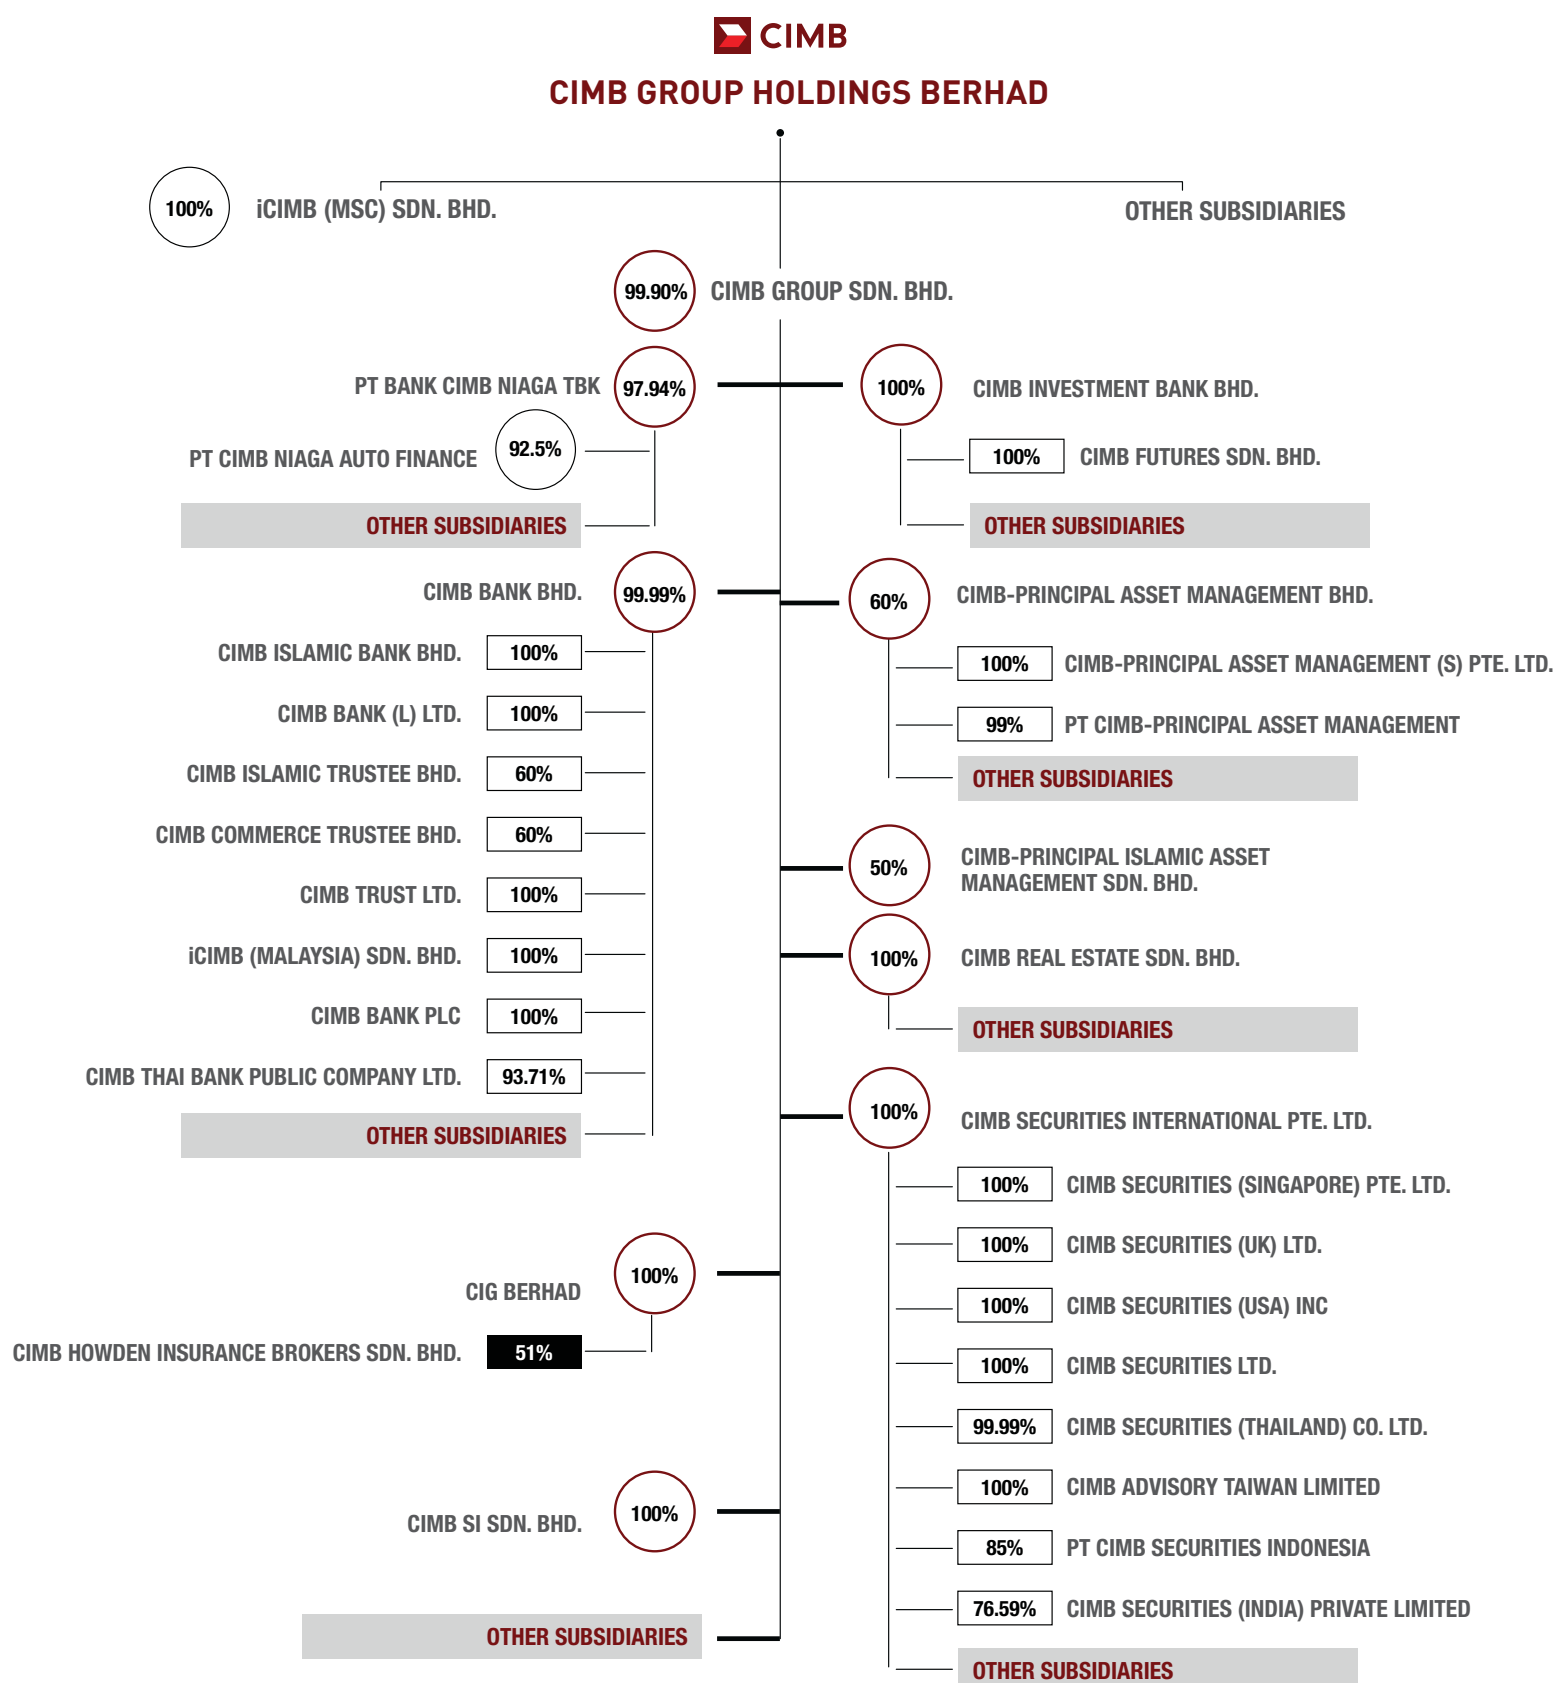 CIMB
CIMB GROUP HOLDINGS BERHAD
100% iCIMB (MSC) SDN. BHD.
OTHER SUBSIDIARIES
99.90% CIMB GROUP SDN. BHD.
PT BANK CIMB NIAGA TBK 97.94%
PT CIMB NIAGA AUTO FINANCE 92.5%
OTHER SUBSIDIARIES
100% CIMB INVESTMENT BANK BHD.
100% CIMB FUTURES SDN. BHD.
OTHER SUBSIDIARIES
CIMB BANK BHD. 99.99%
CIMB ISLAMIC BANK BHD. 100%
CIMB BANK (L) LTD. 100%
CIMB ISLAMIC TRUSTEE BHD. 60%
CIMB COMMERCE TRUSTEE BHD. 60%
CIMB TRUST LTD. 100%
iCIMB (MALAYSIA) SDN. BHD. 100%
CIMB BANK PLC 100%
CIMB THAI BANK PUBLIC COMPANY LTD. 93.71%
OTHER SUBSIDIARIES
60% CIMB-PRINCIPAL ASSET MANAGEMENT BHD.
100% CIMB-PRINCIPAL ASSET MANAGEMENT (S) PTE. LTD.
99% PT CIMB-PRINCIPAL ASSET MANAGEMENT
OTHER SUBSIDIARIES
50% CIMB-PRINCIPAL ISLAMIC ASSET
MANAGEMENT SDN. BHD.
100% CIMB REAL ESTATE SDN. BHD.
OTHER SUBSIDIARIES
100% CIMB SECURITIES INTERNATIONAL PTE. LTD.
100% CIMB SECURITIES (SINGAPORE) PTE. LTD.
100% CIMB SECURITIES (UK) LTD.
100% CIMB SECURITIES (USA) INC
100% CIMB SECURITIES LTD.
99.99% CIMB SECURITIES (THAILAND) CO. LTD.
100% CIMB ADVISORY TAIWAN LIMITED
85% PT CIMB SECURITIES INDONESIA
76.59% CIMB SECURITIES (INDIA) PRIVATE LIMITED
OTHER SUBSIDIARIES
CIG BERHAD 100%
CIMB HOWDEN INSURANCE BROKERS SDN. BHD. 51%
CIMB SI SDN. BHD. 100%
OTHER SUBSIDIARIES